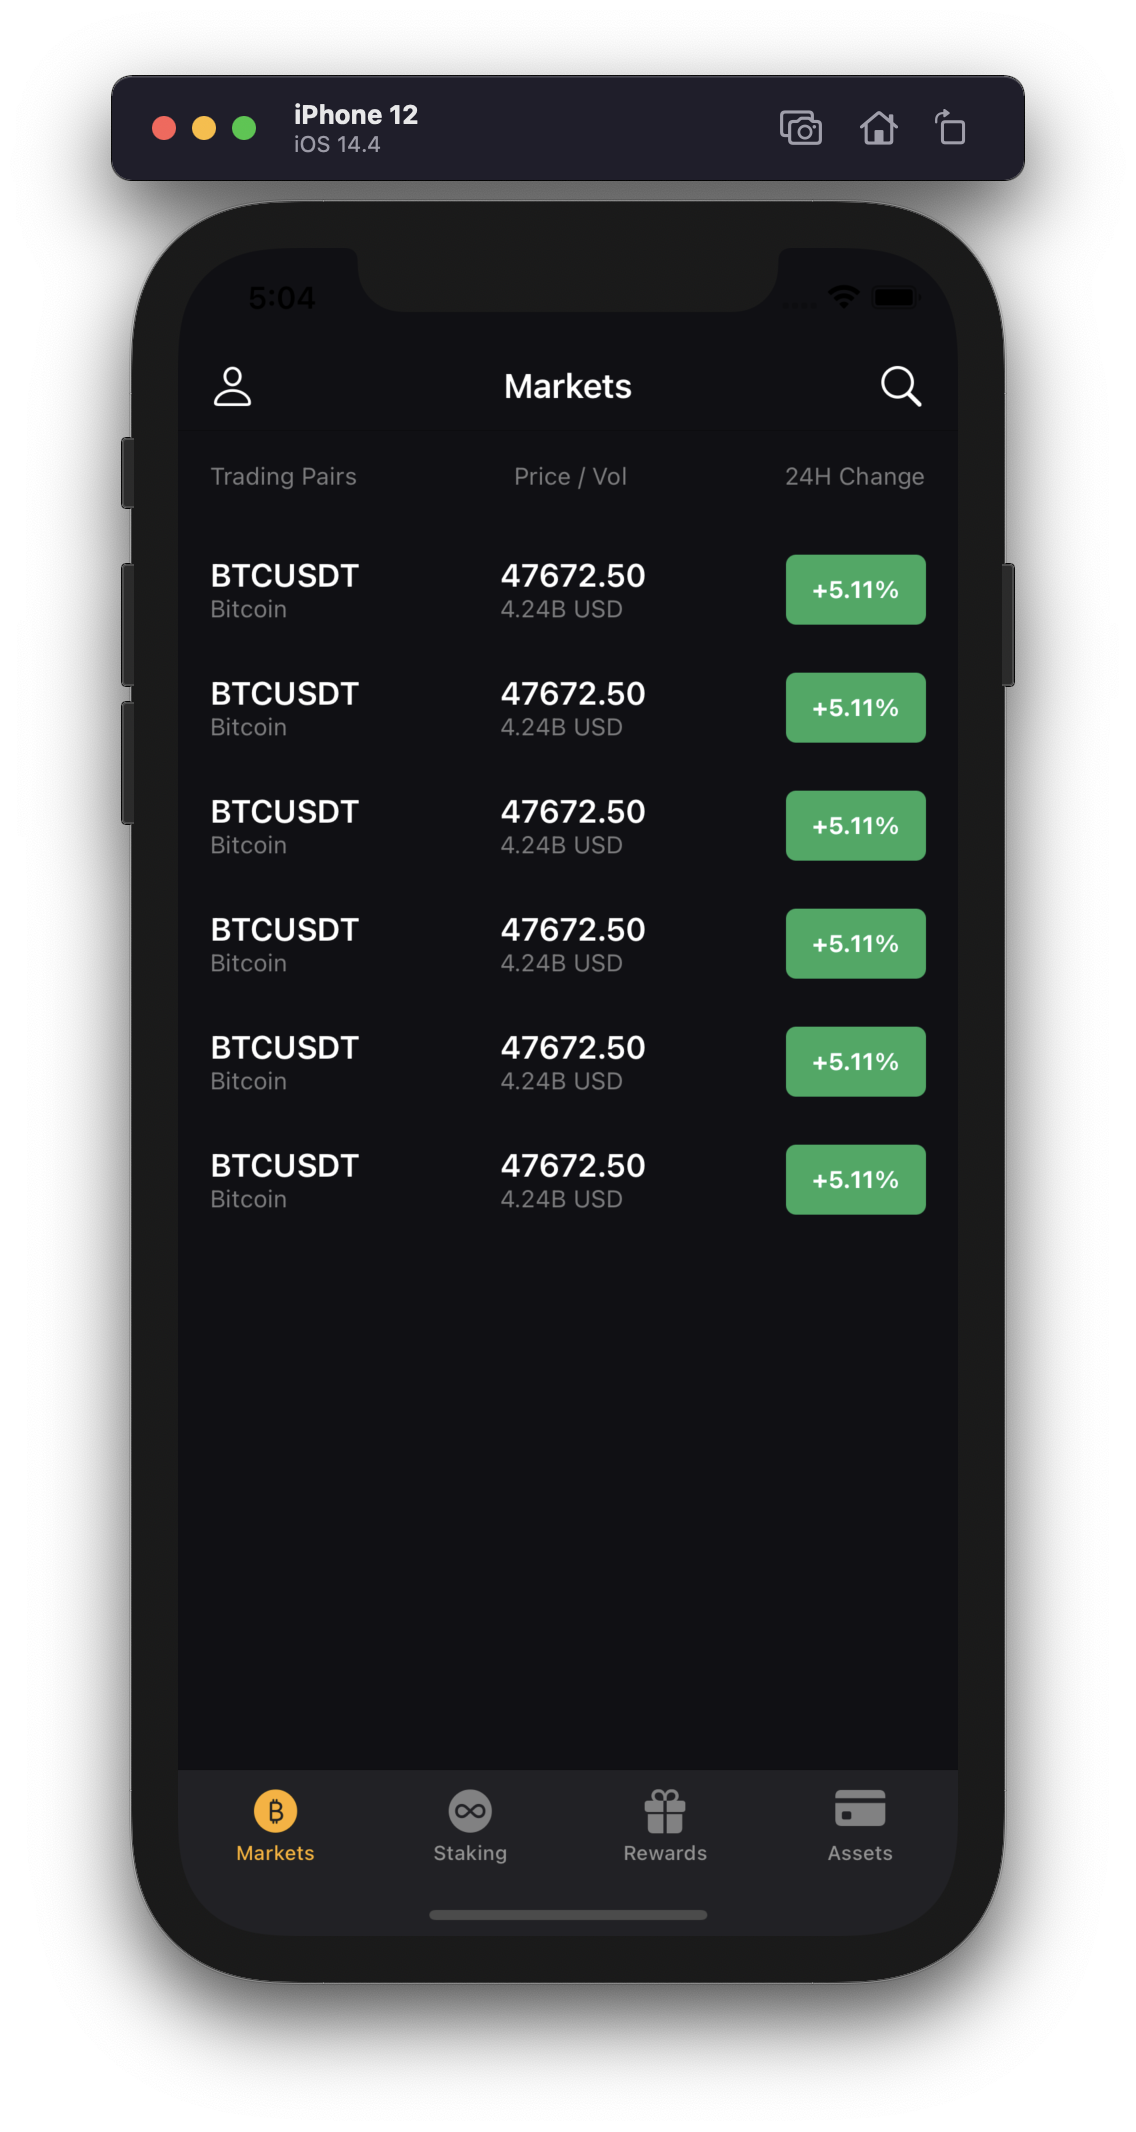 iPhone 12
iOS 14.4
5:04
Markets
Trading Pairs Price / Vol 24H Change
BTCUSDT 47672.50 +5.11%
Bitcoin 4.24B USD
BTCUSDT 47672.50 +5.11%
Bitcoin 4.24B USD
BTCUSDT 47672.50 +5.11%
Bitcoin 4.24B USD
BTCUSDT 47672.50 +5.11%
Bitcoin 4.24B USD
BTCUSDT 47672.50 +5.11%
Bitcoin 4.24B USD
BTCUSDT 47672.50 +5.11%
Bitcoin 4.24B USD
Markets Staking Rewards Assets